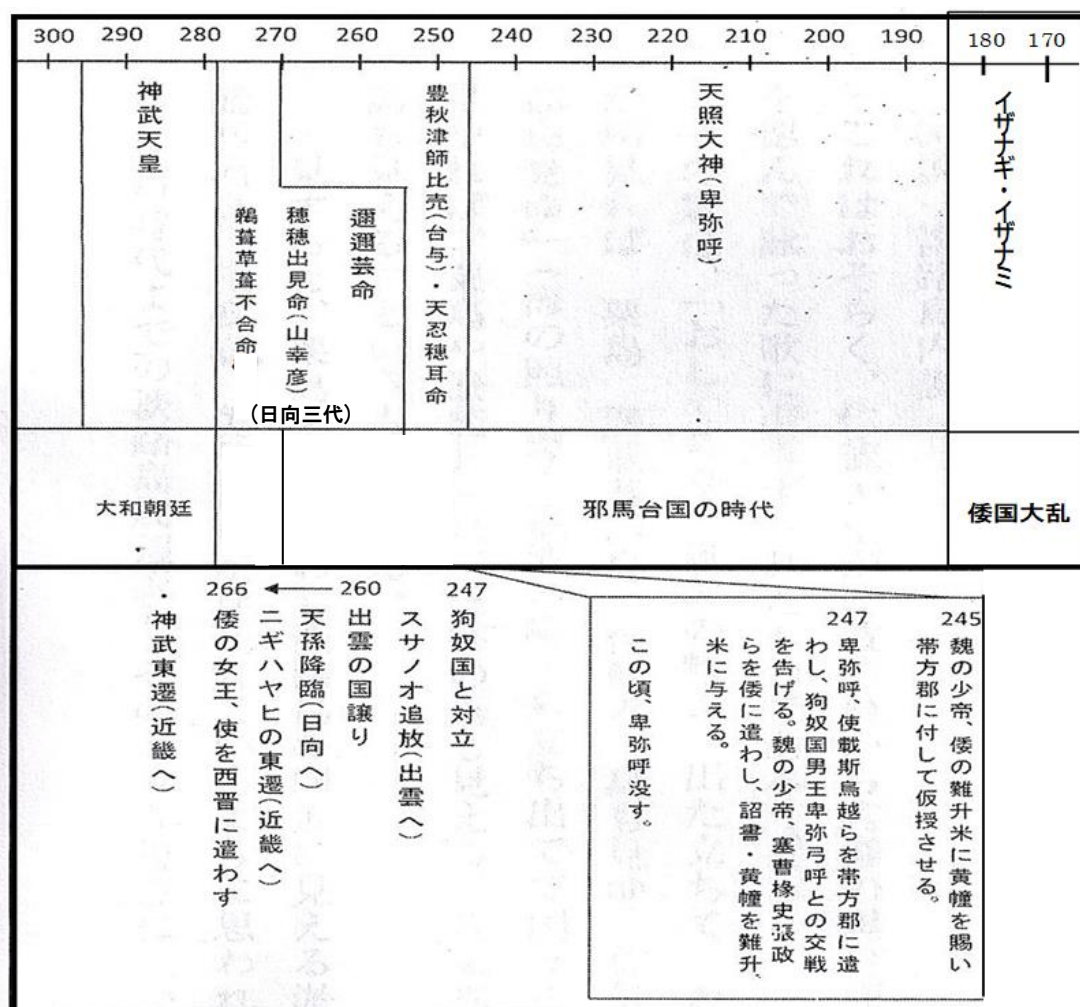 300 290 280 270 260 250 240 230 220 210 200 190 180 170
イザナギ・イザナミ
天照大神(卑弥呼)
豊秋津師比売(台与)・天忍穂耳命
邇邇芸命
穂穂出見命(山幸彦)
鵜葺草葺不合命
(日向三代)
神武天皇
倭国大乱
邪馬台国の時代
大和朝廷
245
魏の少帝、倭の難升米に黄幢を賜い
帯方郡に付して仮授させる。
247
卑弥呼、使載斯烏越らを帯方郡に遣
わし、狗奴国男王卑弥弓呼との交戦
を告げる。魏の少帝、塞曹掾史張政
らを倭に遣わし、詔書・黄幢を難升
米に与える。
この頃、卑弥呼没す。
247
狗奴国と対立
スサノオ追放(出雲へ)
260
出雲の国譲り
天孫降臨(日向へ)
ニギハヤヒの東遷(近畿へ)
266
倭の女王、使を西晋に遣わす
・神武東遷(近畿へ)